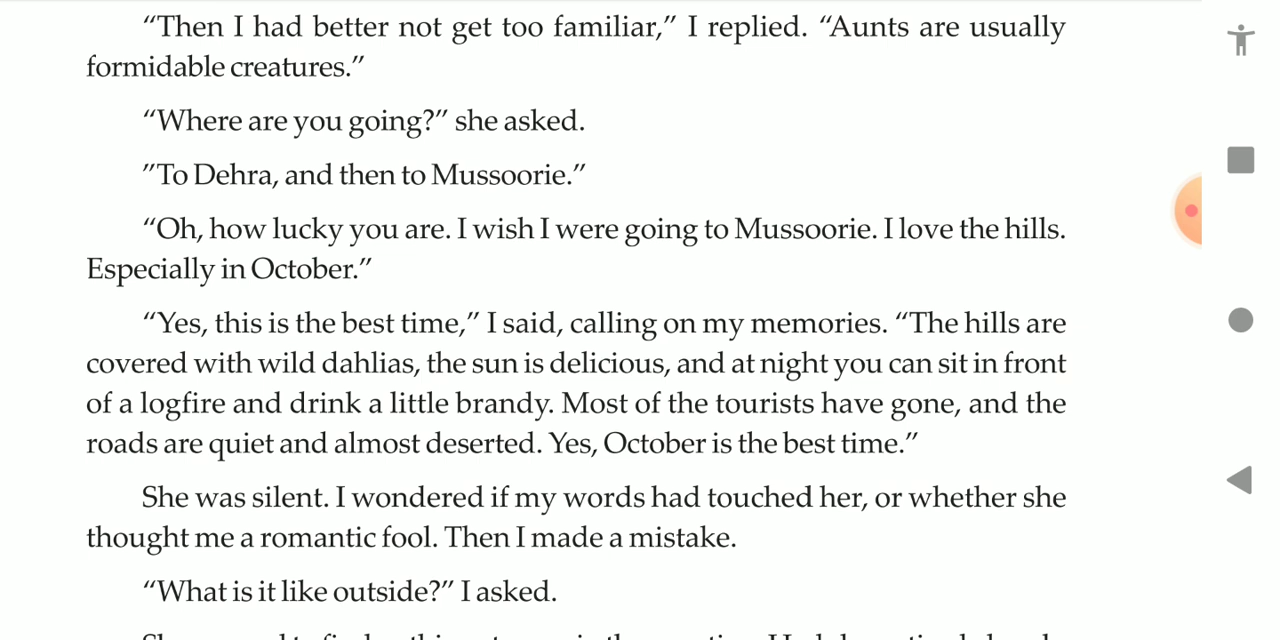 “Then I had better not get too familiar,” I replied. “Aunts are usually
formidable creatures.”
“Where are you going?” she asked.
”To Dehra, and then to Mussoorie.”
“Oh, how lucky you are. I wish I were going to Mussoorie. I love the hills.
Especially in October.”
“Yes, this is the best time,” I said, calling on my memories. “The hills are
covered with wild dahlias, the sun is delicious, and at night you can sit in front
of a logfire and drink a little brandy. Most of the tourists have gone, and the
roads are quiet and almost deserted. Yes, October is the best time.”
She was silent. I wondered if my words had touched her, or whether she
thought me a romantic fool. Then I made a mistake.
“What is it like outside?” I asked.